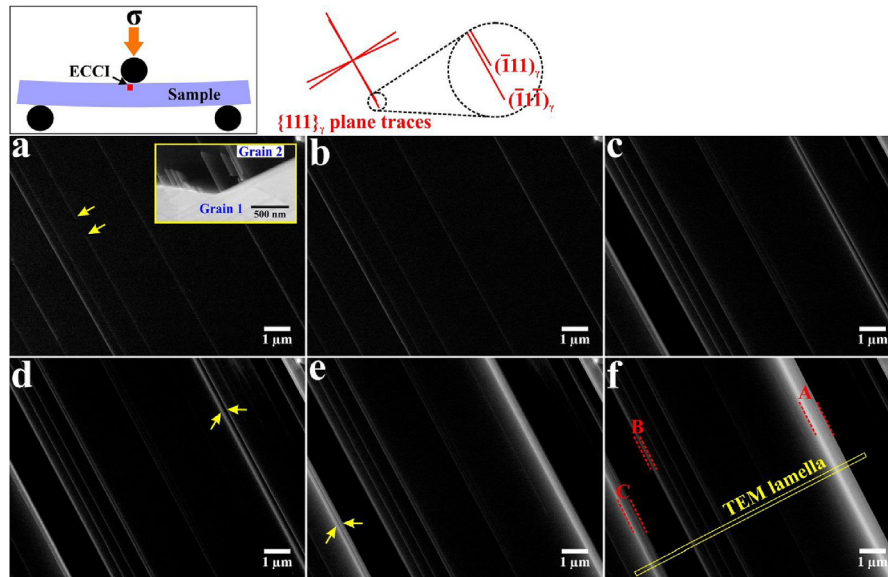 σ
ECCI
Sample
{111}γ plane traces
(1̄11)γ
(1̄11̄)γ
a
Grain 2
Grain 1
500 nm
1 µm
b
1 µm
c
1 µm
d
1 µm
e
1 µm
f
A
B
C
TEM lamella
1 µm